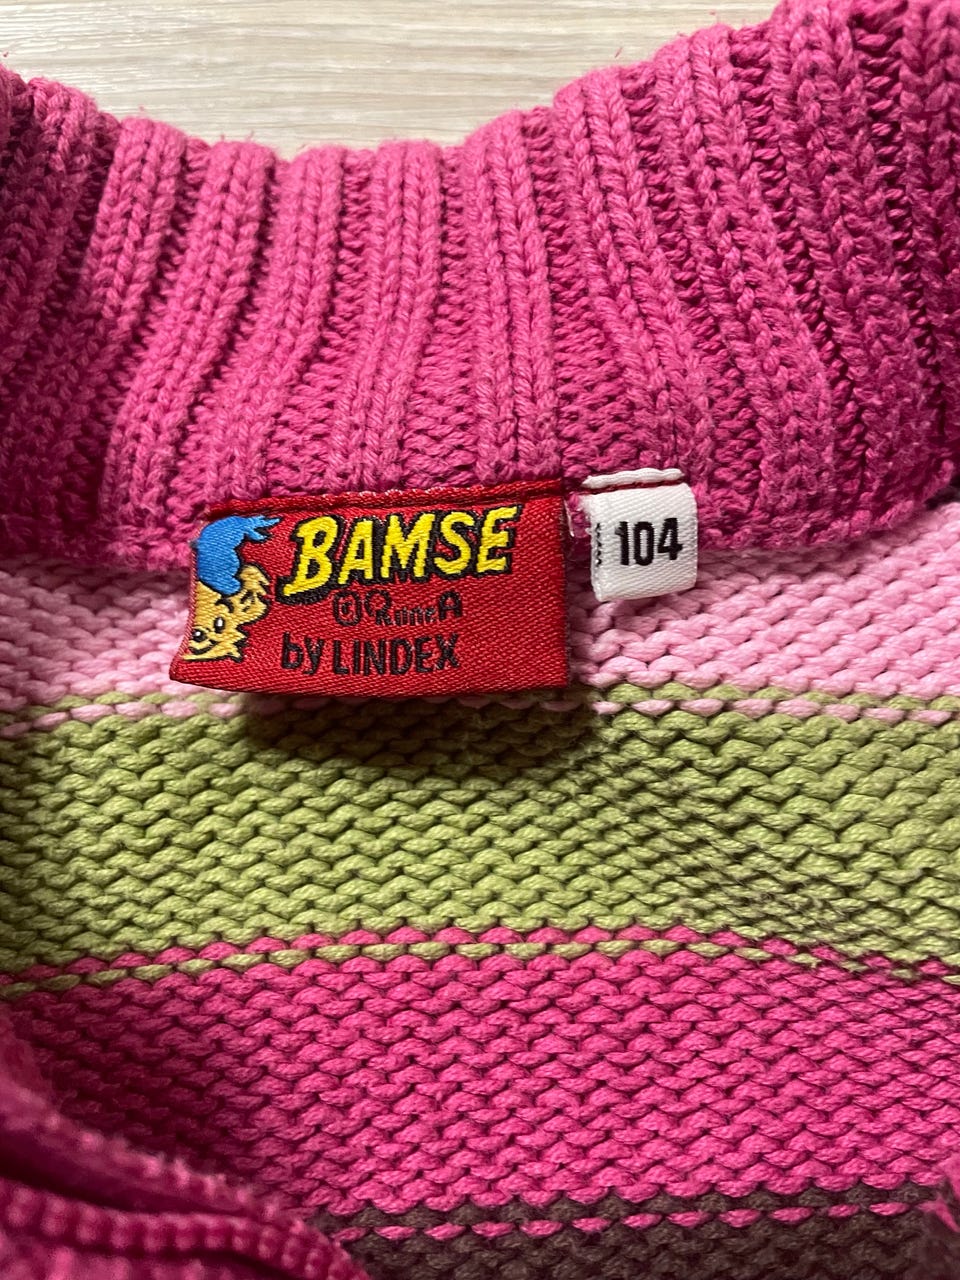 BAMSE
© RuneA
by LINDEX
104